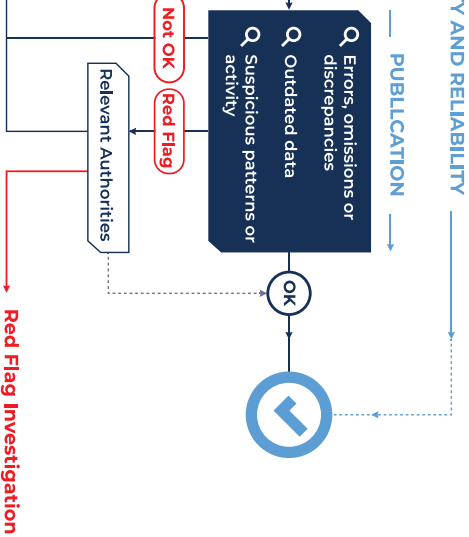 Y AND RELIABILITY
PUBLLCATION
Errors, omissions or
discrepancies
Outdated data
Suspicious patterns or
activity
Not OK
Red Flag
OK
Relevant Authorities
Red Flag Investigation